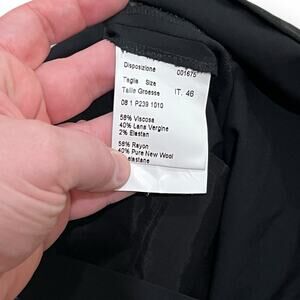 Disposizione
001675
Taglia Size
Taille Groesse IT. 46
08 1 P239 1010
58% Viscosa
40% Lana Vergine
2% Elastan
58% Rayon
40% Pure New Wool
elastane